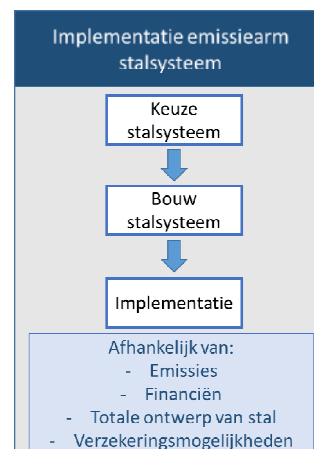 Implementatie emissiearm
stalsysteem
Keuze
stalsysteem
Bouw
stalsysteem
Implementatie
Afhankelijk van:
- Emissies
- Financiën
- Totale ontwerp van stal
- Verzekeringsmogelijkheden